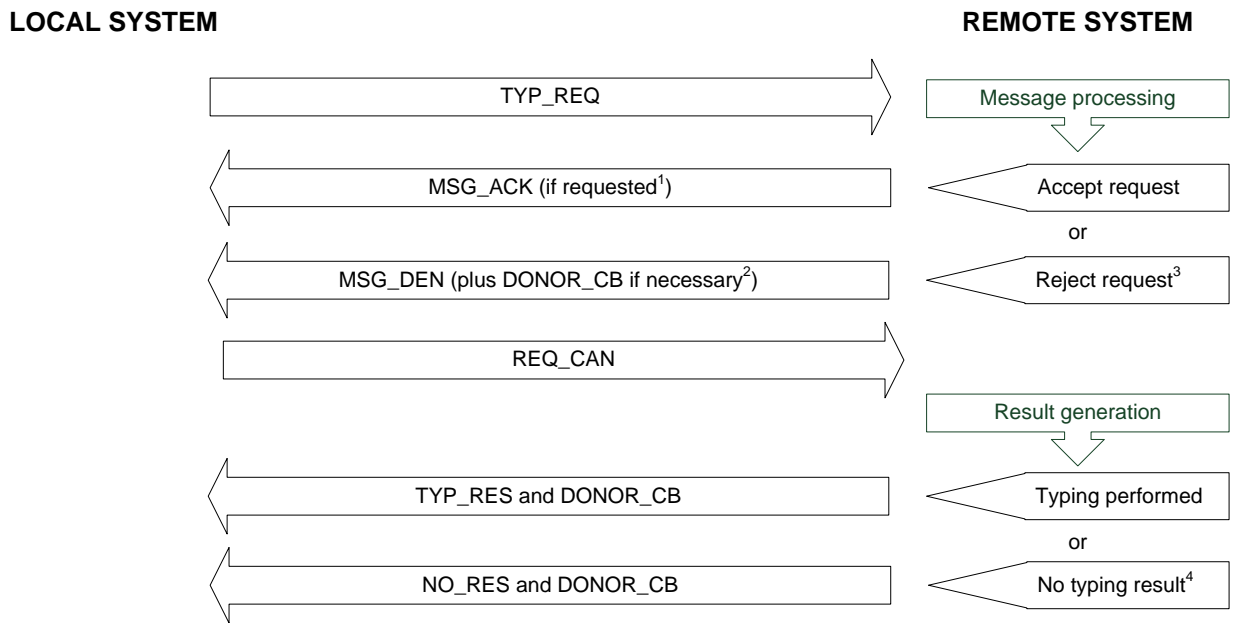 LOCAL SYSTEM
REMOTE SYSTEM
TYP_REQ
Message processing
MSG_ACK (if requested¹)
Accept request
or
MSG_DEN (plus DONOR_CB if necessary²)
Reject request³
REQ_CAN
Result generation
TYP_RES and DONOR_CB
Typing performed
or
NO_RES and DONOR_CB
No typing result⁴